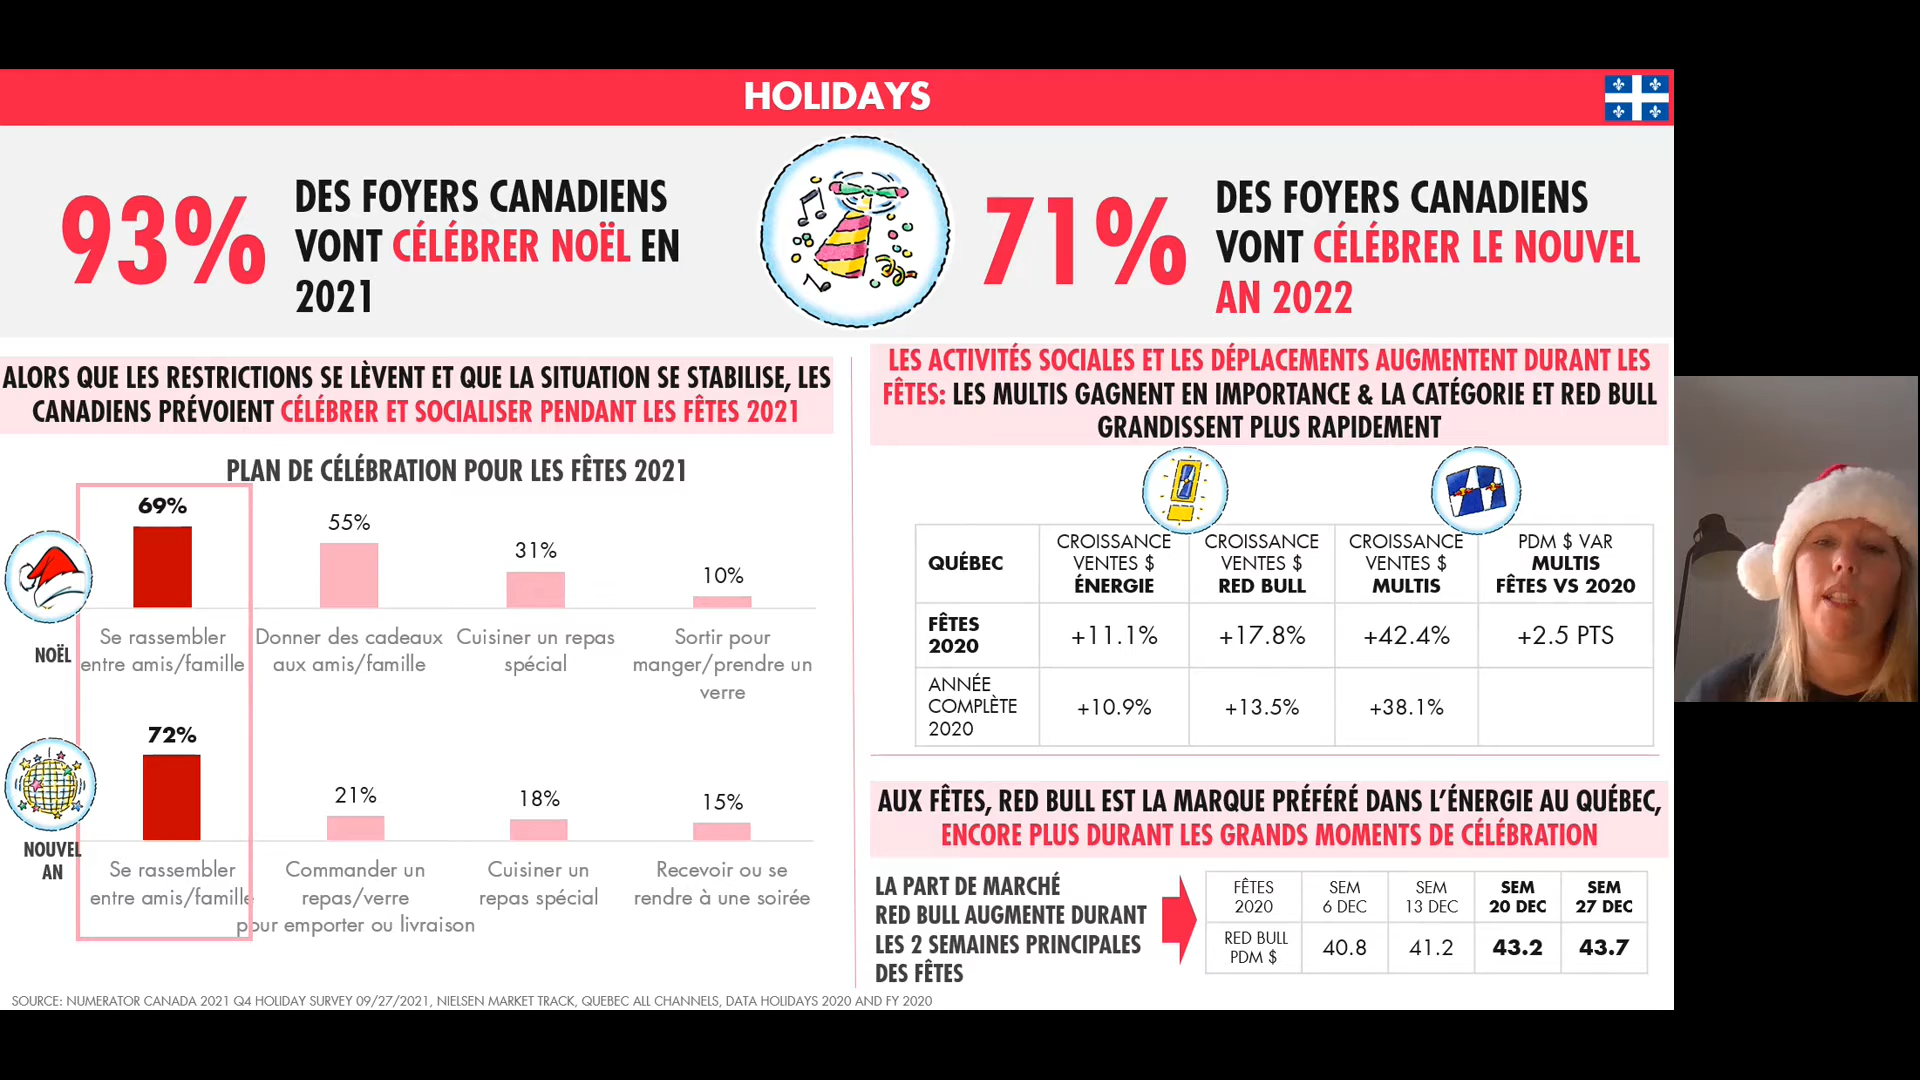 HOLIDAYS
93%
DES FOYERS CANADIENS
VONT CÉLÉBRER NOËL EN
2021
71%
DES FOYERS CANADIENS
VONT CÉLÉBRER LE NOUVEL
AN 2022
ALORS QUE LES RESTRICTIONS SE LÈVENT ET QUE LA SITUATION SE STABILISE, LES
CANADIENS PRÉVOIENT CÉLÉBRER ET SOCIALISER PENDANT LES FÊTES 2021
PLAN DE CÉLÉBRATION POUR LES FÊTES 2021
69%
55%
31%
10%
NOËL
Se rassembler
entre amis/famille
Donner des cadeaux
aux amis/famille
Cuisiner un repas
spécial
Sortir pour
manger/prendre un
verre
72%
21%
18%
15%
NOUVEL
AN
Se rassembler
entre amis/famille
Commander un
repas/verre
pour emporter ou livraison
Cuisiner un
repas spécial
Recevoir ou se
rendre à une soirée
LES ACTIVITÉS SOCIALES ET LES DÉPLACEMENTS AUGMENTENT DURANT LES
FÊTES: LES MULTIS GAGNENT EN IMPORTANCE & LA CATÉGORIE ET RED BULL
GRANDISSENT PLUS RAPIDEMENT
QUÉBEC
CROISSANCE
VENTES $
ÉNERGIE
CROISSANCE
VENTES $
RED BULL
CROISSANCE
VENTES $
MULTIS
PDM $ VAR
MULTIS
FÊTES VS 2020
FÊTES
2020
+11.1%
+17.8%
+42.4%
+2.5 PTS
ANNÉE
COMPLÈTE
2020
+10.9%
+13.5%
+38.1%
AUX FÊTES, RED BULL EST LA MARQUE PRÉFÉRÉ DANS L'ÉNERGIE AU QUÉBEC,
ENCORE PLUS DURANT LES GRANDS MOMENTS DE CÉLÉBRATION
LA PART DE MARCHÉ
RED BULL AUGMENTE DURANT
LES 2 SEMAINES PRINCIPALES
DES FÊTES
FÊTES
2020
SEM
6 DEC
SEM
13 DEC
SEM
20 DEC
SEM
27 DEC
RED BULL
PDM $
40.8
41.2
43.2
43.7
SOURCE: NUMERATOR CANADA 2021 Q4 HOLIDAY SURVEY 09/27/2021, NIELSEN MARKET TRACK, QUEBEC ALL CHANNELS, DATA HOLIDAYS 2020 AND FY 2020